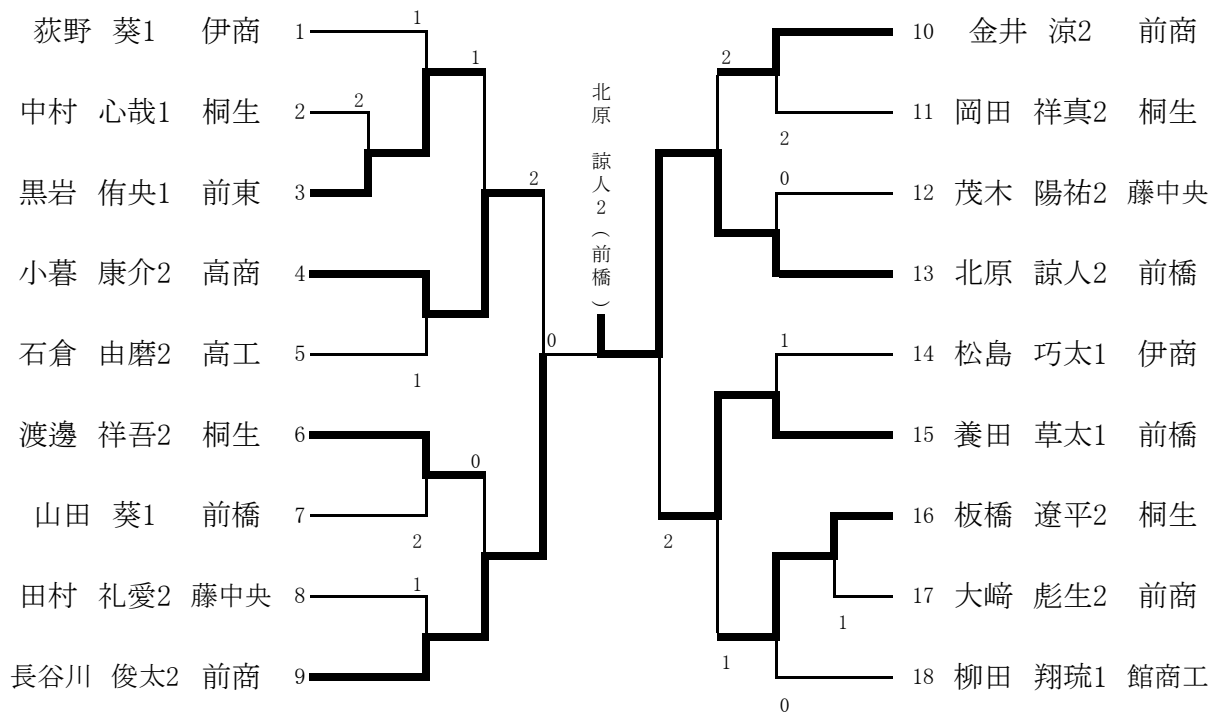 荻野 葵1 伊商 1
中村 心哉1 桐生 2
黒岩 侑央1 前東 3
小暮 康介2 高商 4
石倉 由磨2 高工 5
渡邊 祥吾2 桐生 6
山田 葵1 前橋 7
田村 礼愛2 藤中央 8
長谷川 俊太2 前商 9
1
2
1
1
2
0
2
1
0
北原 諒人2(前橋)
2
2
0
1
2
1
1
0
10 金井 涼2 前商
11 岡田 祥真2 桐生
12 茂木 陽祐2 藤中央
13 北原 諒人2 前橋
14 松島 巧太1 伊商
15 養田 草太1 前橋
16 板橋 遼平2 桐生
17 大﨑 彪生2 前商
18 柳田 翔琉1 館商工